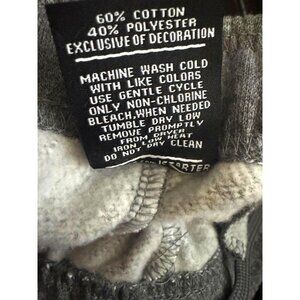 60% COTTON
40% POLYESTER
EXCLUSIVE OF DECORATION
MACHINE WASH COLD
WITH LIKE COLORS
USE GENTLE CYCLE
ONLY NON-CHLORINE
BLEACH,WHEN NEEDED
TUMBLE DRY LOW
REMOVE PROMPTLY
FROM DRYER
IRON LOW HEAT
DO NOT DRY CLEAN
STARTER